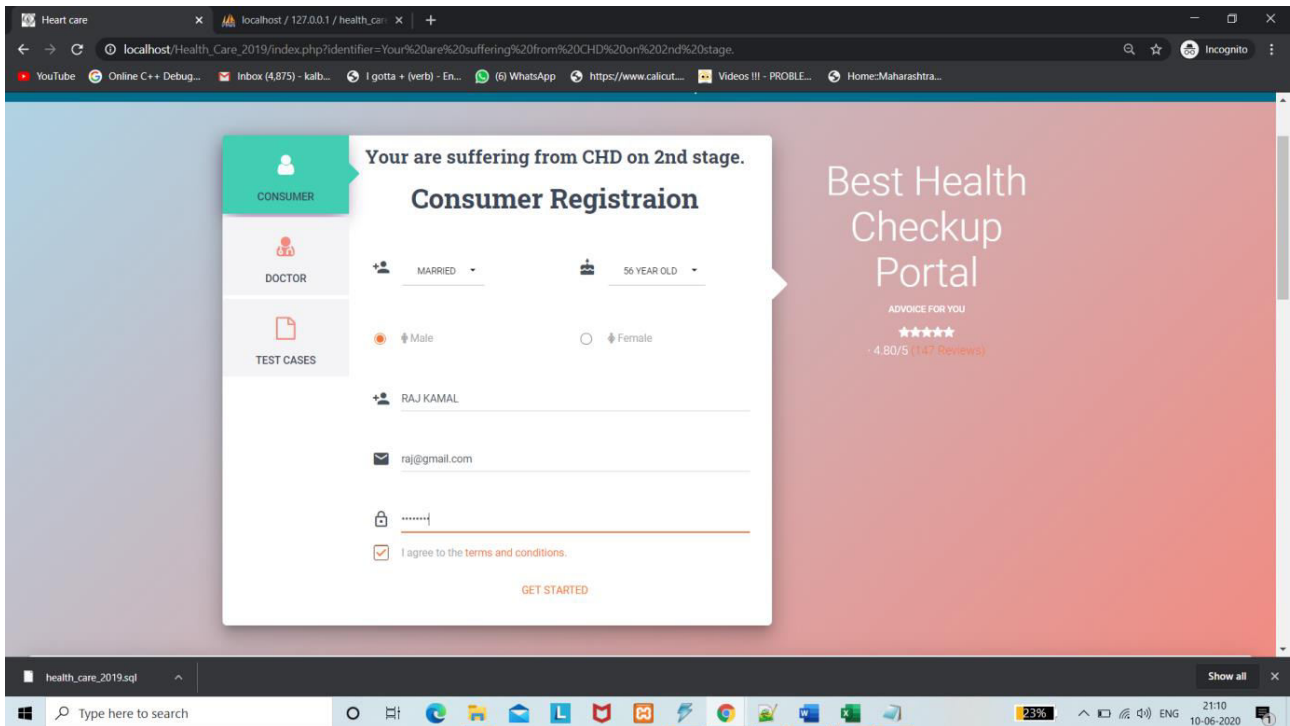 Heart care
localhost / 127.0.0.1 / health_car
localhost/Health_Care_2019/index.php?identifier=Your%20are%20suffering%20from%20CHD%20on%202nd%20stage.
Incognito
YouTube
Online C++ Debug...
Inbox (4,875) - kalb...
I gotta + (verb) - En...
(6) WhatsApp
https://www.calicut....
Videos !!! - PROBLE...
Home::Maharashtra...
CONSUMER
DOCTOR
TEST CASES
Your are suffering from CHD on 2nd stage.
Consumer Registraion
MARRIED
56 YEAR OLD
Male
Female
RAJ KAMAL
raj@gmail.com
I agree to the terms and conditions.
GET STARTED
Best Health
Checkup
Portal
ADVOICE FOR YOU
- 4.80/5 (147 Reviews)
health_care_2019.sql
Show all
Type here to search
23%
ENG
21:10
10-06-2020